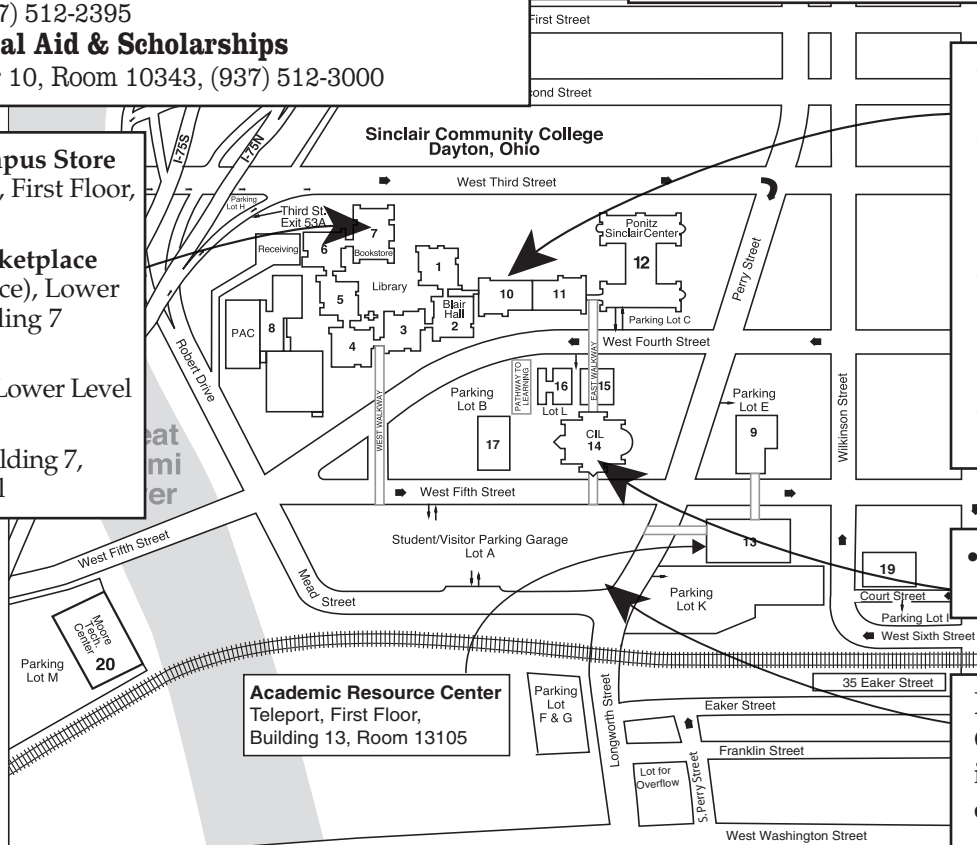 7) 512-2395
al Aid & Scholarships
10, Room 10343, (937) 512-3000
First Street
ond Street
Sinclair Community College
Dayton, Ohio
I-75S
I-75N
West Third Street
pus Store
, First Floor,
ketplace
ce), Lower
ding 7
Lower Level
lding 7,
l
Parking
Lot H
Third St.
Exit 53A
Receiving
6
7
Bookstore
1
Library
5
Blair
Hall
2
3
4
PAC
8
10
11
Ponitz
Sinclair Center
12
Parking Lot C
Perry Street
West Fourth Street
Robert Drive
WEST WALKWAY
Parking
Lot B
PATHWAY TO
LEARNING
16
Lot L
EAST WALKWAY
15
17
CIL
14
Parking
Lot E
9
Wilkinson Street
eat
mi
er
West Fifth Street
West Fifth Street
Student/Visitor Parking Garage
Lot A
13
19
Court Street
Parking Lot I
West Sixth Street
Parking
Lot K
Mead Street
Moore
Tech.
Center
20
Parking
Lot M
Academic Resource Center
Teleport, First Floor,
Building 13, Room 13105
Parking
Lot
F & G
Longworth Street
35 Eaker Street
Eaker Street
Franklin Street
Lot for
Overflow
S. Perry Street
West Washington Street